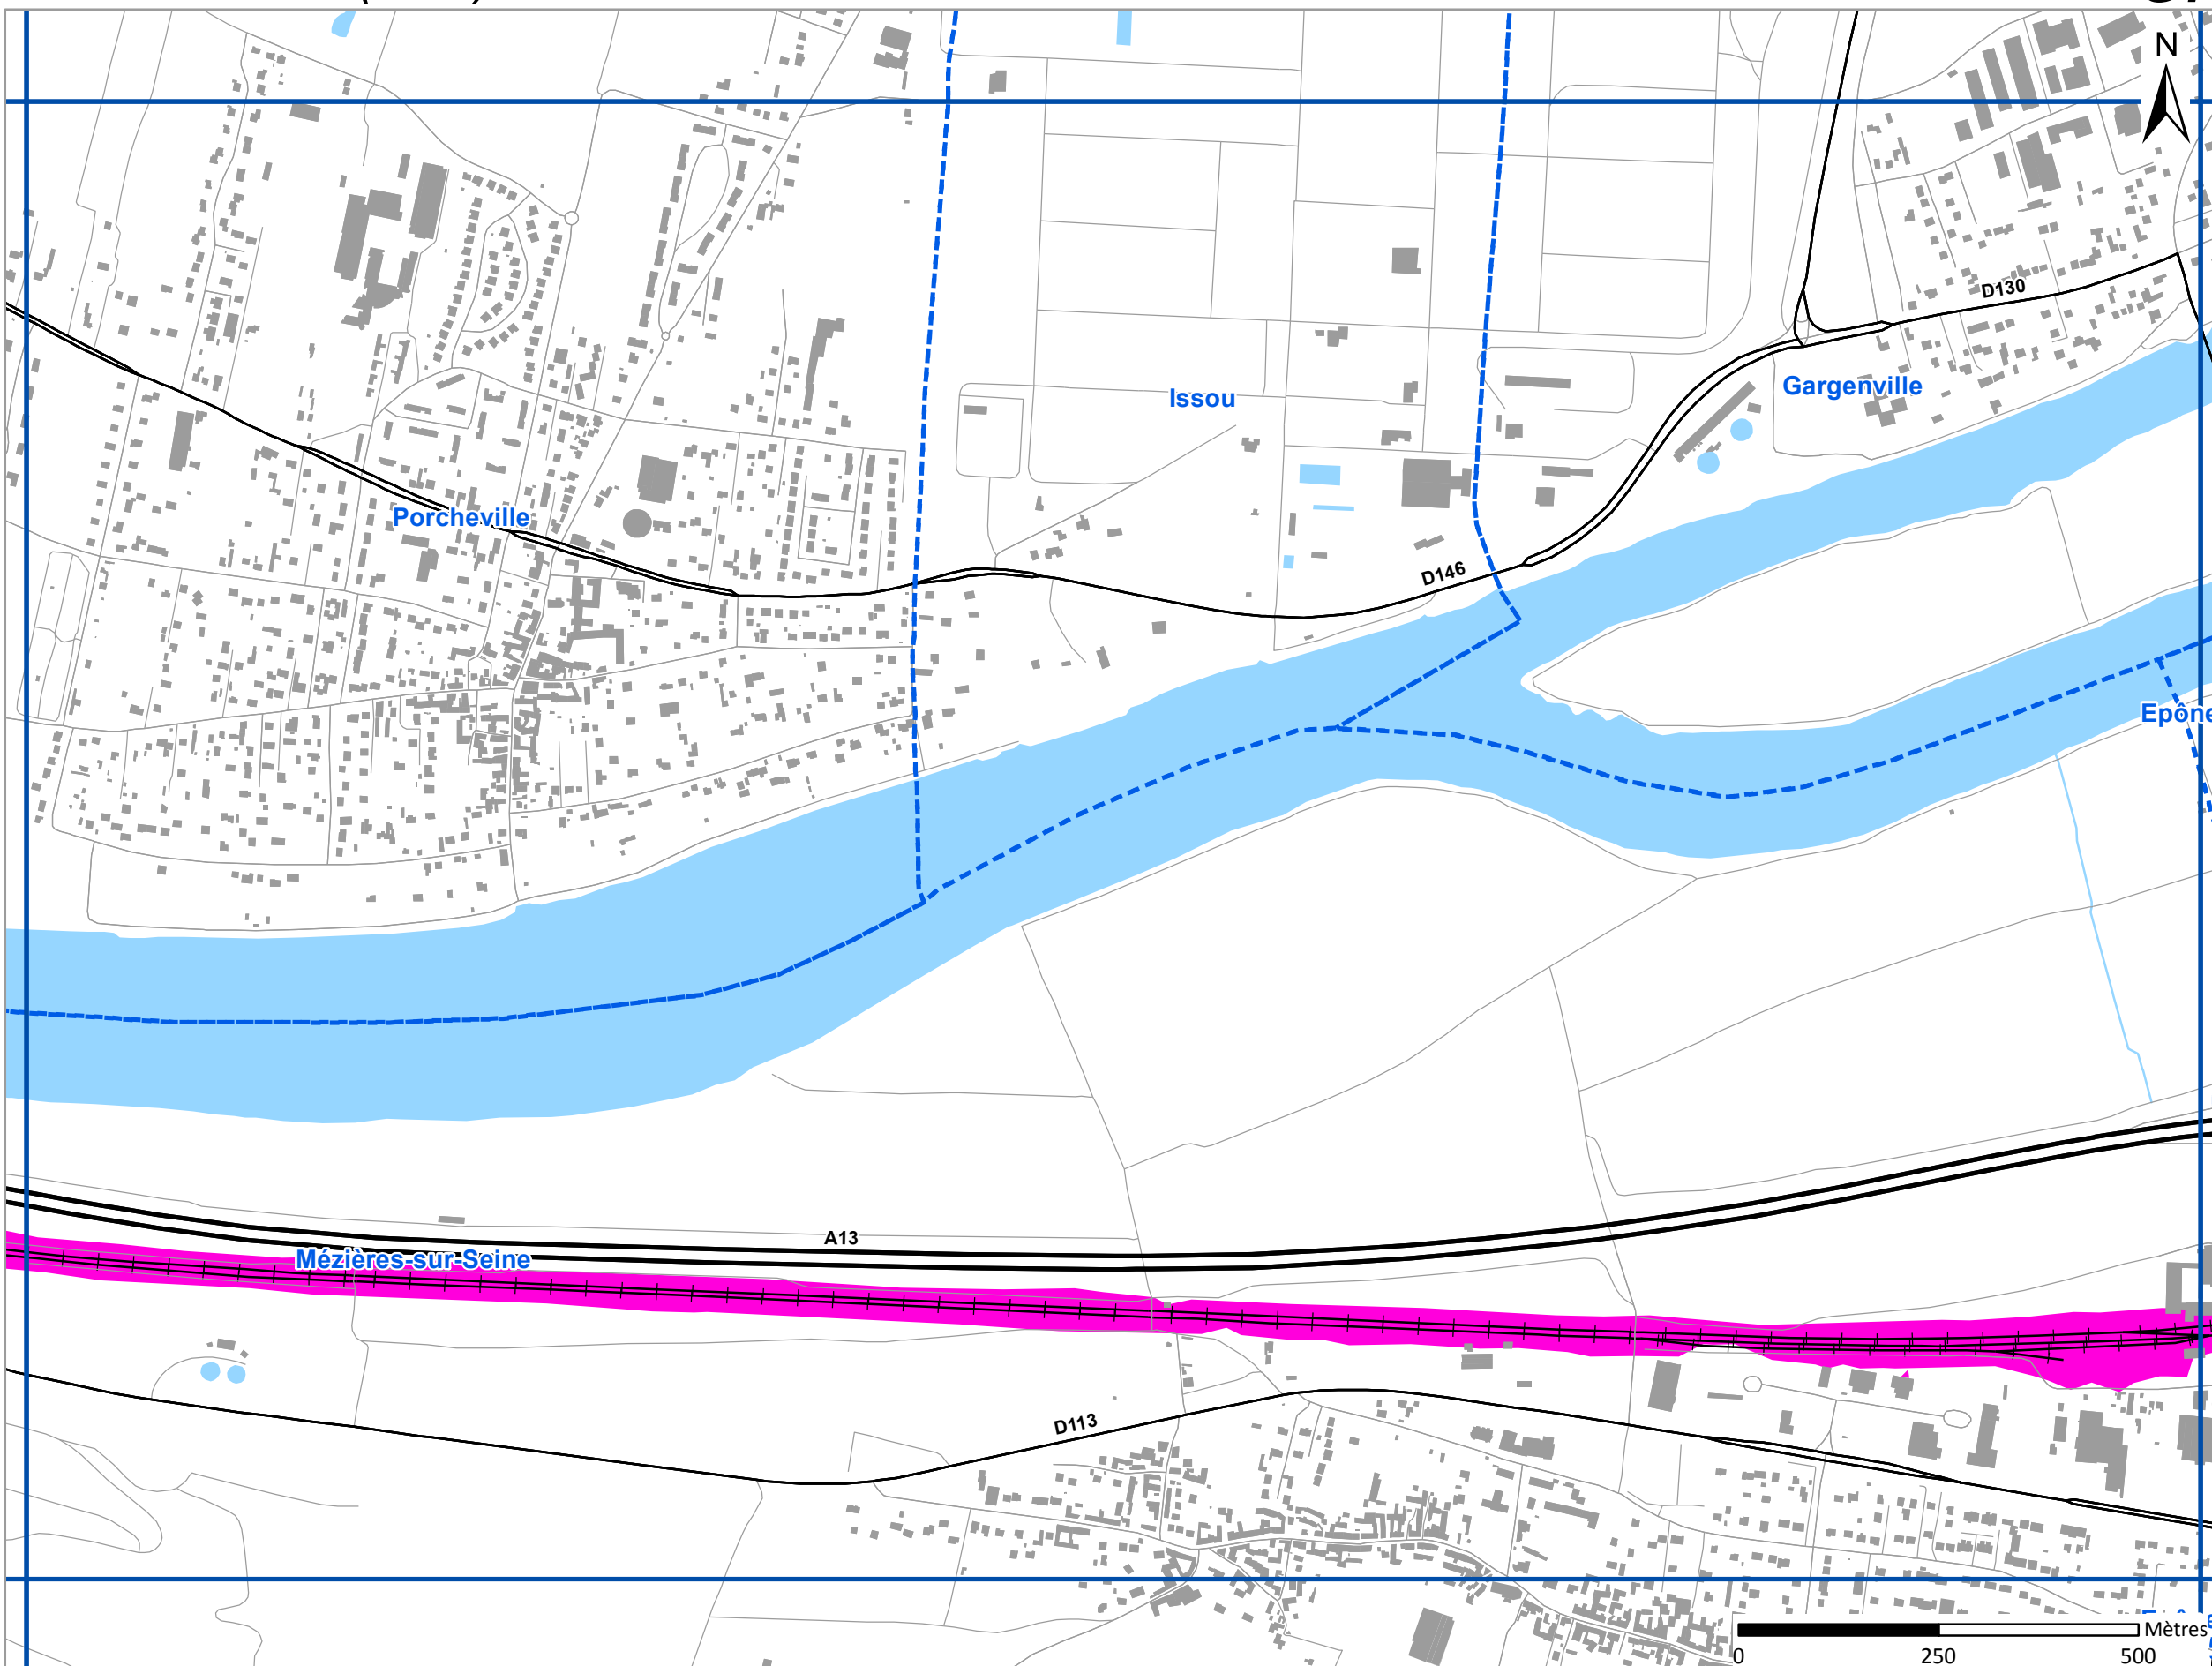 N
D130
Gargenville
Issou
Porcheville
D146
Epône
A13
Mézières-sur-Seine
D113
Mètres
0 250 500